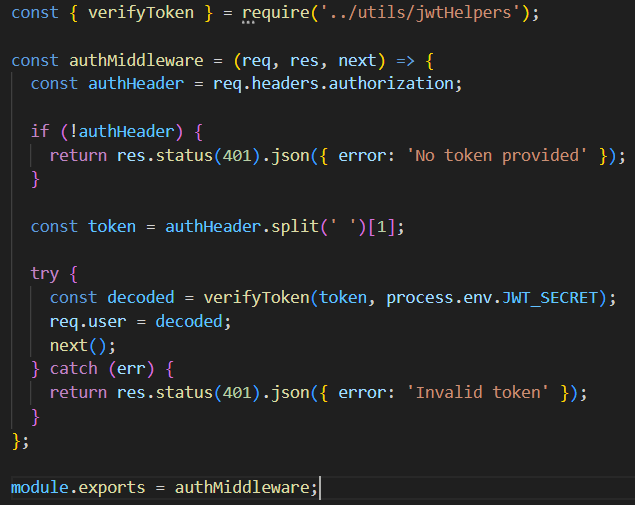 const { verifyToken } = require('../utils/jwtHelpers');

const authMiddleware = (req, res, next) => {
  const authHeader = req.headers.authorization;

  if (!authHeader) {
    return res.status(401).json({ error: 'No token provided' });
  }

  const token = authHeader.split(' ')[1];

  try {
    const decoded = verifyToken(token, process.env.JWT_SECRET);
    req.user = decoded;
    next();
  } catch (err) {
    return res.status(401).json({ error: 'Invalid token' });
  }
};

module.exports = authMiddleware;